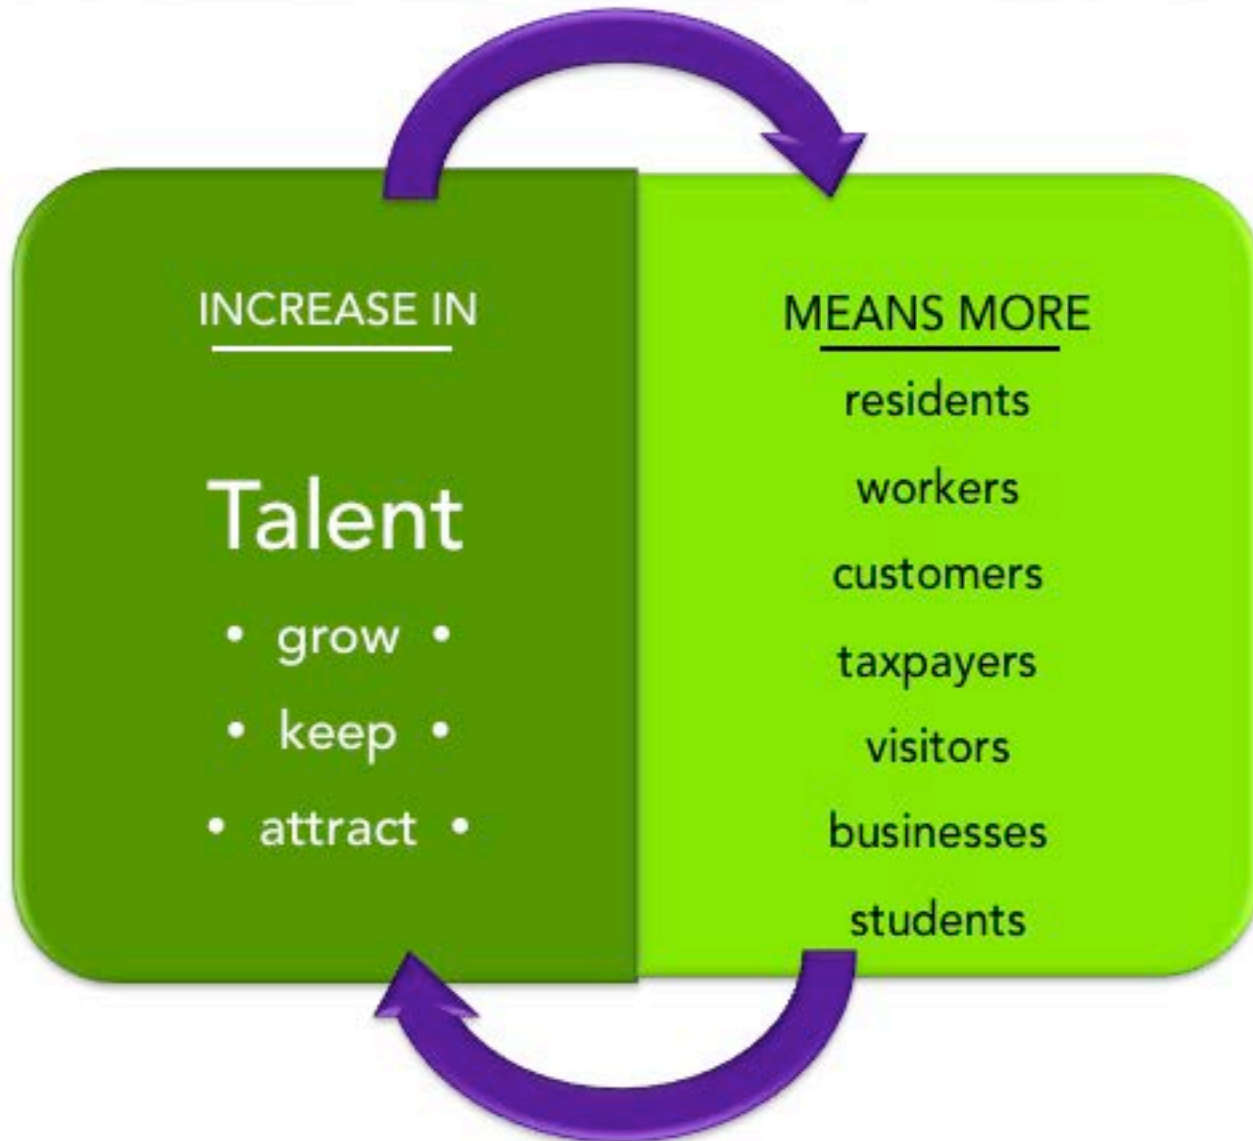 INCREASE IN
Talent
• grow •
• keep •
• attract •
MEANS MORE
residents
workers
customers
taxpayers
visitors
businesses
students